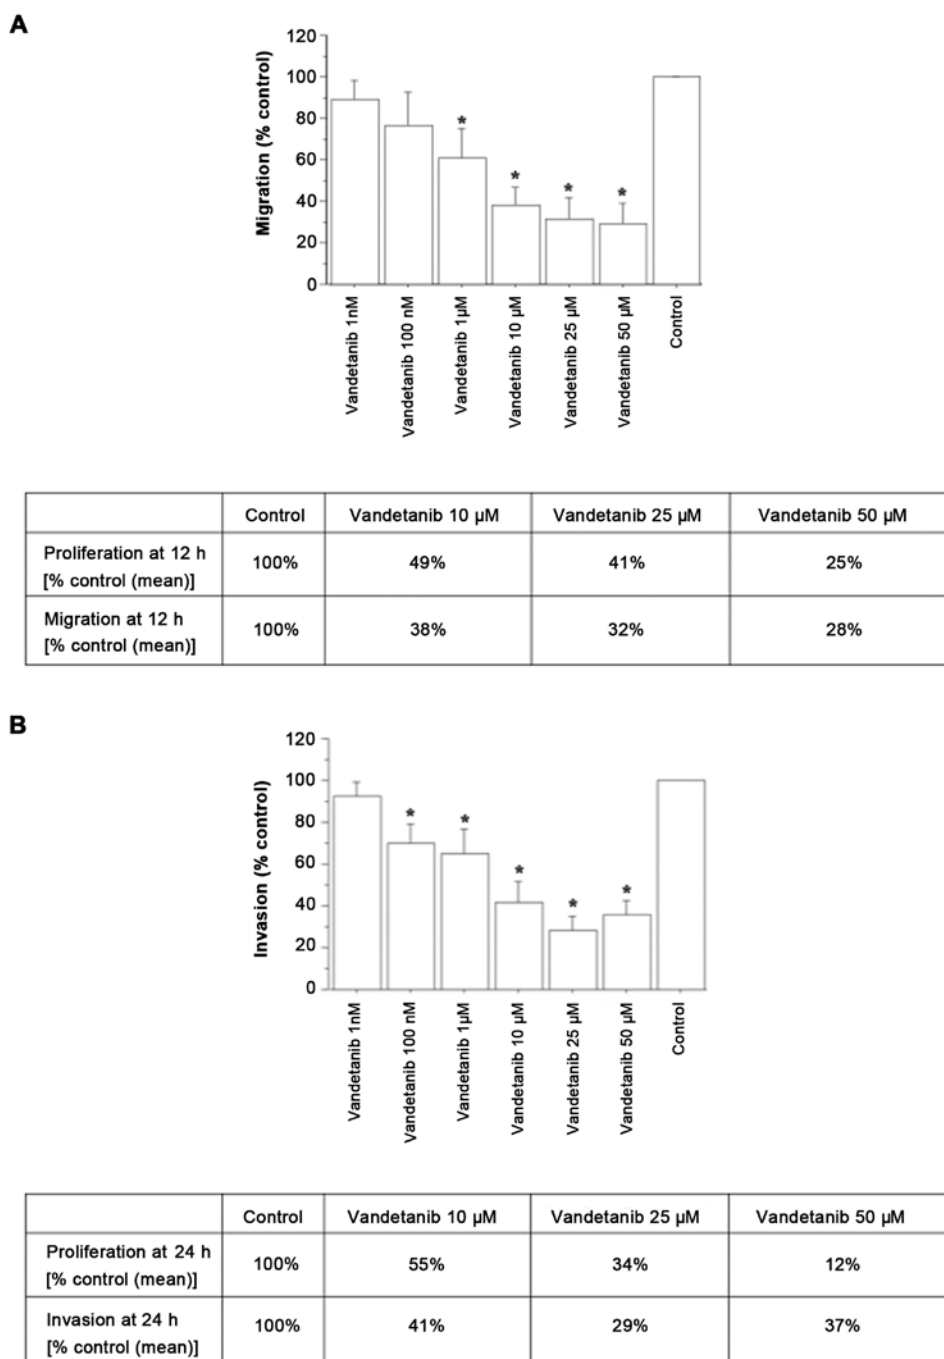 A
Migration (% control)
120
100
80
60
40
20
0
*
*
*
*
Vandetanib 1nM
Vandetanib 100 nM
Vandetanib 1µM
Vandetanib 10 µM
Vandetanib 25 µM
Vandetanib 50 µM
Control
Control Vandetanib 10 µM Vandetanib 25 µM Vandetanib 50 µM
Proliferation at 12 h
[% control (mean)] 100% 49% 41% 25%
Migration at 12 h
[% control (mean)] 100% 38% 32% 28%
B
Invasion (% control)
120
100
80
60
40
20
0
*
*
*
*
*
Vandetanib 1nM
Vandetanib 100 nM
Vandetanib 1µM
Vandetanib 10 µM
Vandetanib 25 µM
Vandetanib 50 µM
Control
Control Vandetanib 10 µM Vandetanib 25 µM Vandetanib 50 µM
Proliferation at 24 h
[% control (mean)] 100% 55% 34% 12%
Invasion at 24 h
[% control (mean)] 100% 41% 29% 37%